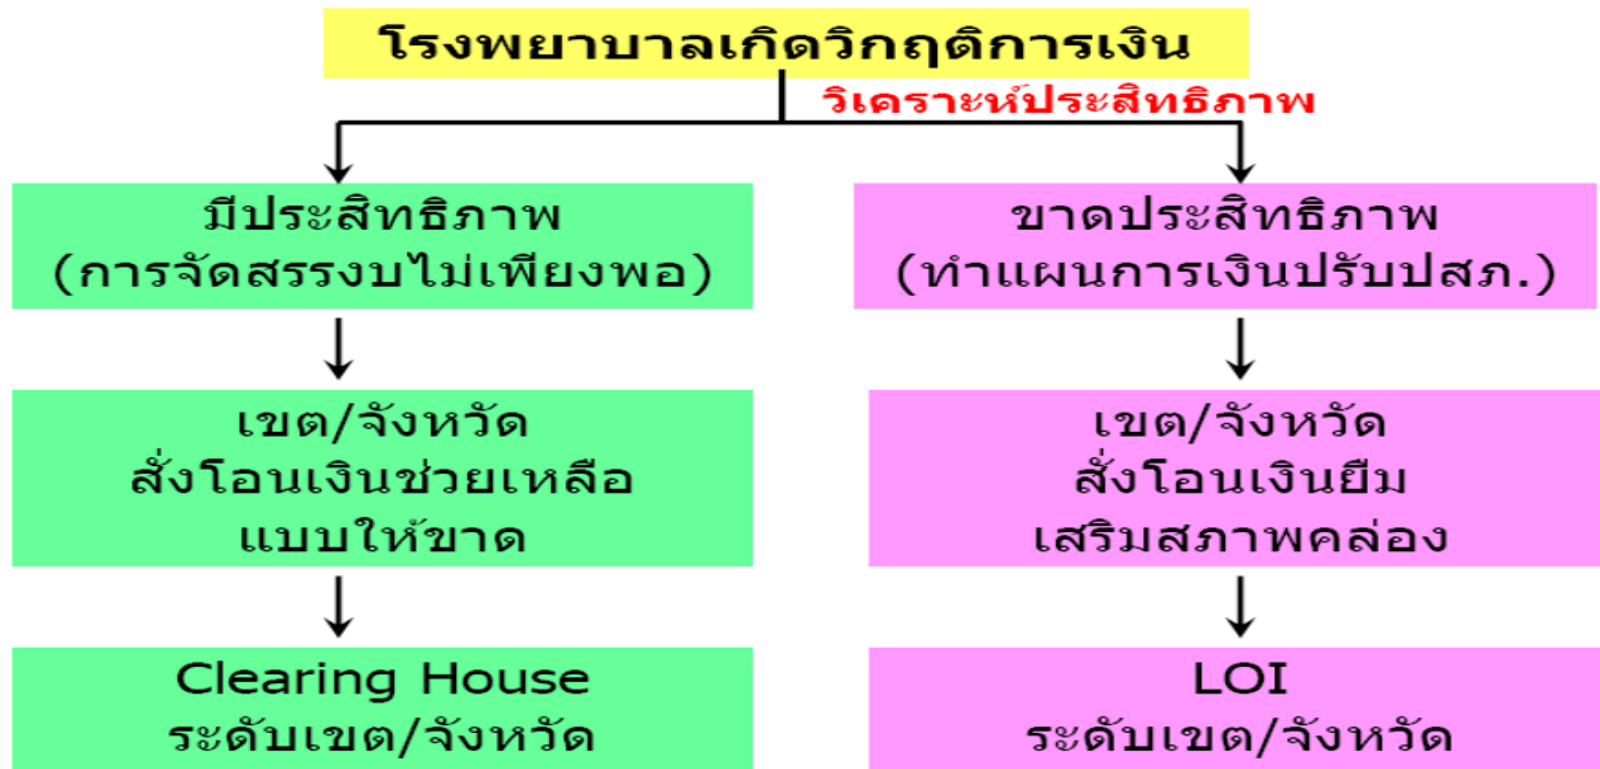 โรงพยาบาลเกิดวิกฤติการเงิน
วิเคราะห์ประสิทธิภาพ
มีประสิทธิภาพ
(การจัดสรรงบไม่เพียงพอ)
ขาดประสิทธิภาพ
(ทำแผนการเงินปรับปสภ.)
เขต/จังหวัด
สั่งโอนเงินช่วยเหลือ
แบบให้ขาด
เขต/จังหวัด
สั่งโอนเงินยืม
เสริมสภาพคล่อง
Clearing House
ระดับเขต/จังหวัด
LOI
ระดับเขต/จังหวัด